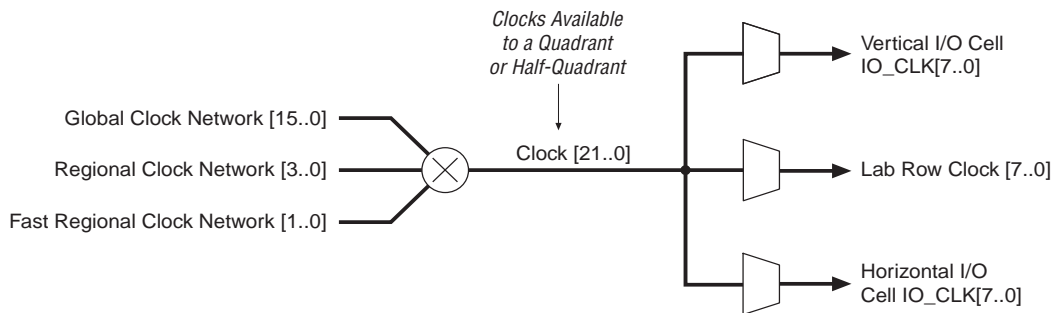 Clocks Available
to a Quadrant
or Half-Quadrant
Vertical I/O Cell
IO_CLK[7..0]
Global Clock Network [15..0]
Clock [21..0]
Regional Clock Network [3..0]
Lab Row Clock [7..0]
Fast Regional Clock Network [1..0]
Horizontal I/O
Cell IO_CLK[7..0]